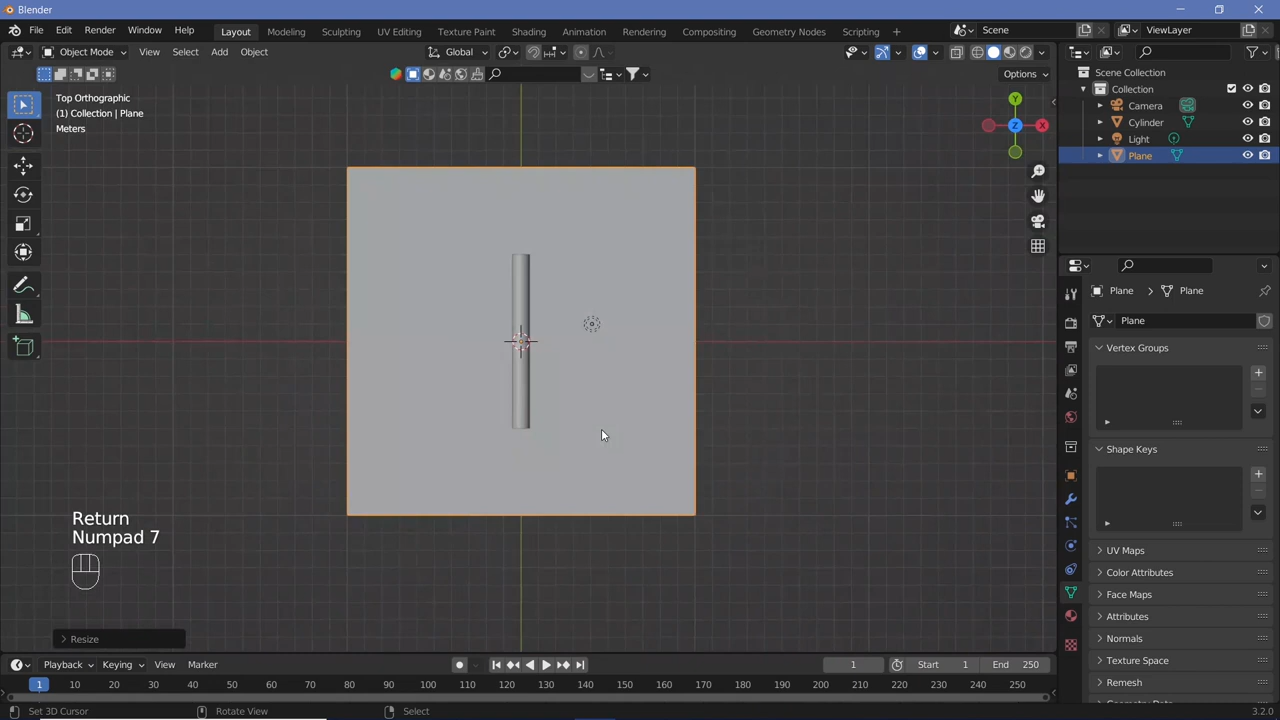 Blender
File Edit Render Window Help
Layout Modeling Sculpting UV Editing Texture Paint Shading Animation Rendering Compositing Geometry Nodes Scripting +
Scene
ViewLayer
Object Mode View Select Add Object
Global
Options
Top Orthographic
(1) Collection | Plane
Meters
Y
Z
X
Scene Collection
Collection
Camera
Cylinder
Light
Plane
Plane > Plane
Plane
Vertex Groups
Shape Keys
UV Maps
Color Attributes
Face Maps
Attributes
Normals
Texture Space
Remesh
Return
Numpad 7
> Resize
Playback Keying View Marker
1
Start 1
End 250
1 10 20 30 40 50 60 70 80 90 100 110 120 130 140 150 160 170 180 190 200 210 220 230 240 250
Set 3D Cursor
Rotate View
Select
3.2.0